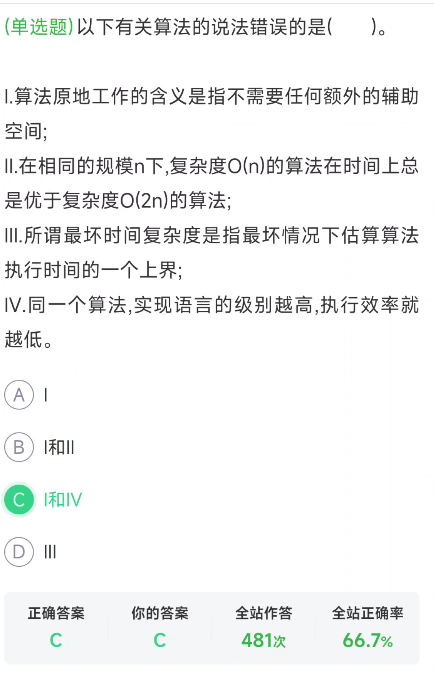 (单选题)以下有关算法的说法错误的是(　　)。
I.算法原地工作的含义是指不需要任何额外的辅助
空间;
II.在相同的规模n下,复杂度O(n)的算法在时间上总
是优于复杂度O(2n)的算法;
III.所谓最坏时间复杂度是指最坏情况下估算算法
执行时间的一个上界;
IV.同一个算法,实现语言的级别越高,执行效率就
越低。
A I
B I和II
C I和IV
D III
正确答案 你的答案 全站作答 全站正确率
C C 481次 66.7%